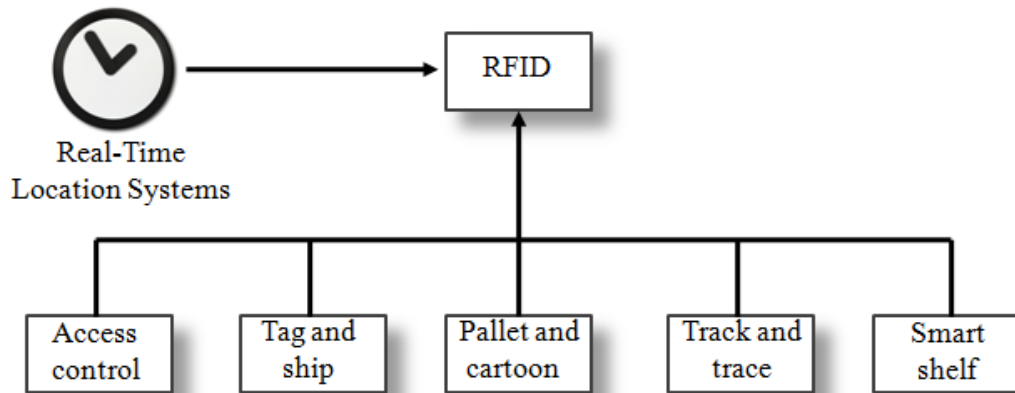 RFID
Real-Time
Location Systems
Access
control
Tag and
ship
Pallet and
cartoon
Track and
trace
Smart
shelf